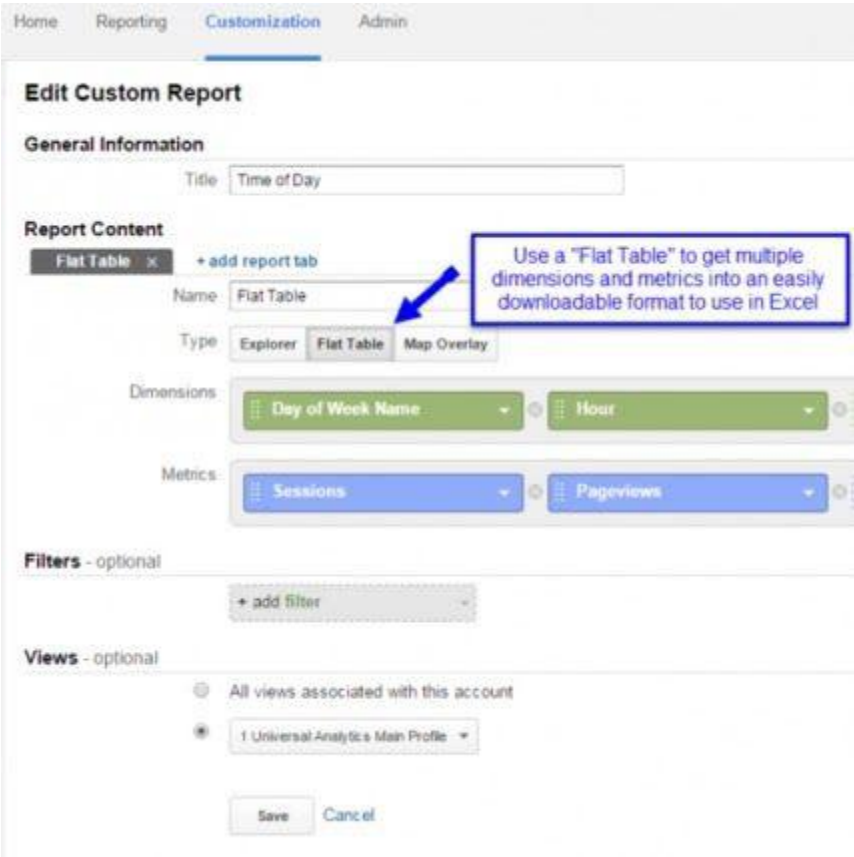 Home Reporting Customization Admin
Edit Custom Report
General Information
Title Time of Day
Report Content
Flat Table × + add report tab
Use a "Flat Table" to get multiple
dimensions and metrics into an easily
downloadable format to use in Excel
Name Flat Table
Type Explorer Flat Table Map Overlay
Dimensions
Day of Week Name Hour
Metrics
Sessions Pageviews
Filters - optional
+ add filter
Views - optional
All views associated with this account
1 Universal Analytics Main Profile
Save Cancel